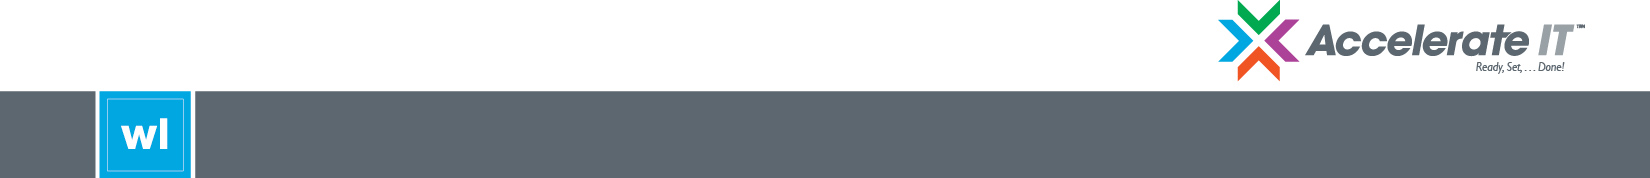 Accelerate IT™
Ready, Set, ... Done!
wl